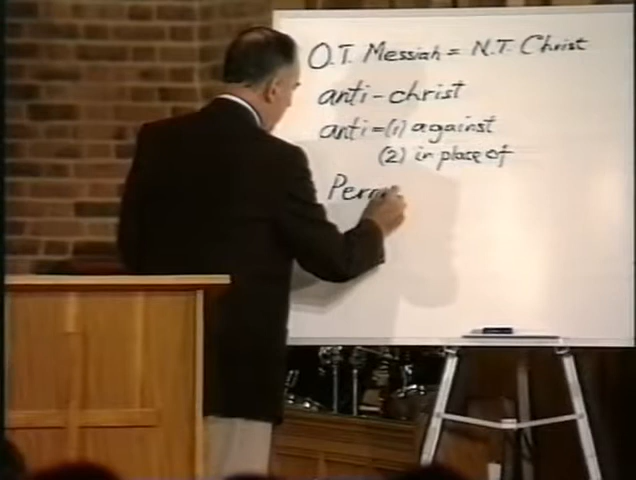 O.T. Messiah = N.T. Christ
anti-christ
anti = (1) against
(2) in place of